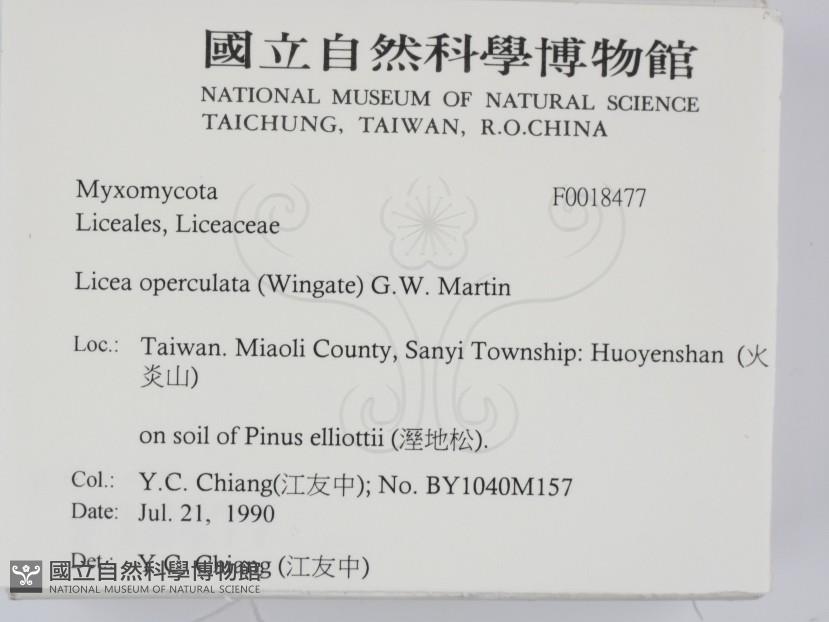 國立自然科學博物館
NATIONAL MUSEUM OF NATURAL SCIENCE
TAICHUNG, TAIWAN, R.O.CHINA
Myxomycota F0018477
Liceales, Liceaceae
Licea operculata (Wingate) G.W. Martin
Loc.: Taiwan. Miaoli County, Sanyi Township: Huoyenshan (火
炎山)
on soil of Pinus elliottii (溼地松).
Col.: Y.C. Chiang(江友中); No. BY1040M157
Date: Jul. 21, 1990
Det.: Y.C. Chiang (江友中)
國立自然科學博物館
NATIONAL MUSEUM OF NATURAL SCIENCE